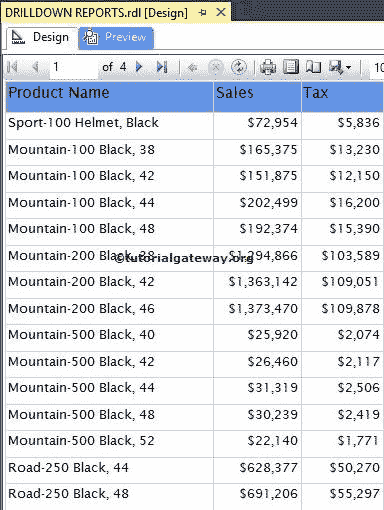 DRILLDOWN REPORTS.rdl [Design]
Design Preview
1 of 4 10
Product Name Sales Tax
Sport-100 Helmet, Black $72,954 $5,836
Mountain-100 Black, 38 $165,375 $13,230
Mountain-100 Black, 42 $151,875 $12,150
Mountain-100 Black, 44 $202,499 $16,200
Mountain-100 Black, 48 $192,374 $15,390
Mountain-200 Black, 38 $1,294,866 $103,589
©tutorialgateway.org
Mountain-200 Black, 42 $1,363,142 $109,051
Mountain-200 Black, 46 $1,373,470 $109,878
Mountain-500 Black, 40 $25,920 $2,074
Mountain-500 Black, 42 $26,460 $2,117
Mountain-500 Black, 44 $31,319 $2,506
Mountain-500 Black, 48 $30,239 $2,419
Mountain-500 Black, 52 $22,140 $1,771
Road-250 Black, 44 $628,377 $50,270
Road-250 Black, 48 $691,206 $55,297